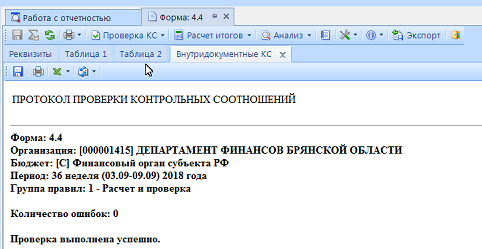 Работа с отчетностью
Форма: 4.4
Проверка КС
Расчет итогов
Анализ
Экспорт
Реквизиты
Таблица 1
Таблица 2
Внутридокументные КС
ПРОТОКОЛ ПРОВЕРКИ КОНТРОЛЬНЫХ СООТНОШЕНИЙ
Форма: 4.4
Организация: [000001415] ДЕПАРТАМЕНТ ФИНАНСОВ БРЯНСКОЙ ОБЛАСТИ
Бюджет: [С] Финансовый орган субъекта РФ
Период: 36 неделя (03.09-09.09) 2018 года
Группа правил: 1 - Расчет и проверка
Количество ошибок: 0
Проверка выполнена успешно.